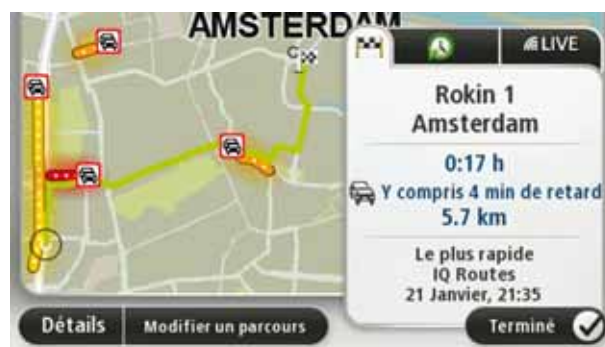 AMSTERDAM
LIVE
Rokin 1
Amsterdam
0:17 h
Y compris 4 min de retard
5.7 km
Le plus rapide
IQ Routes
21 Janvier, 21:35
Détails
Modifier un parcours
Terminé